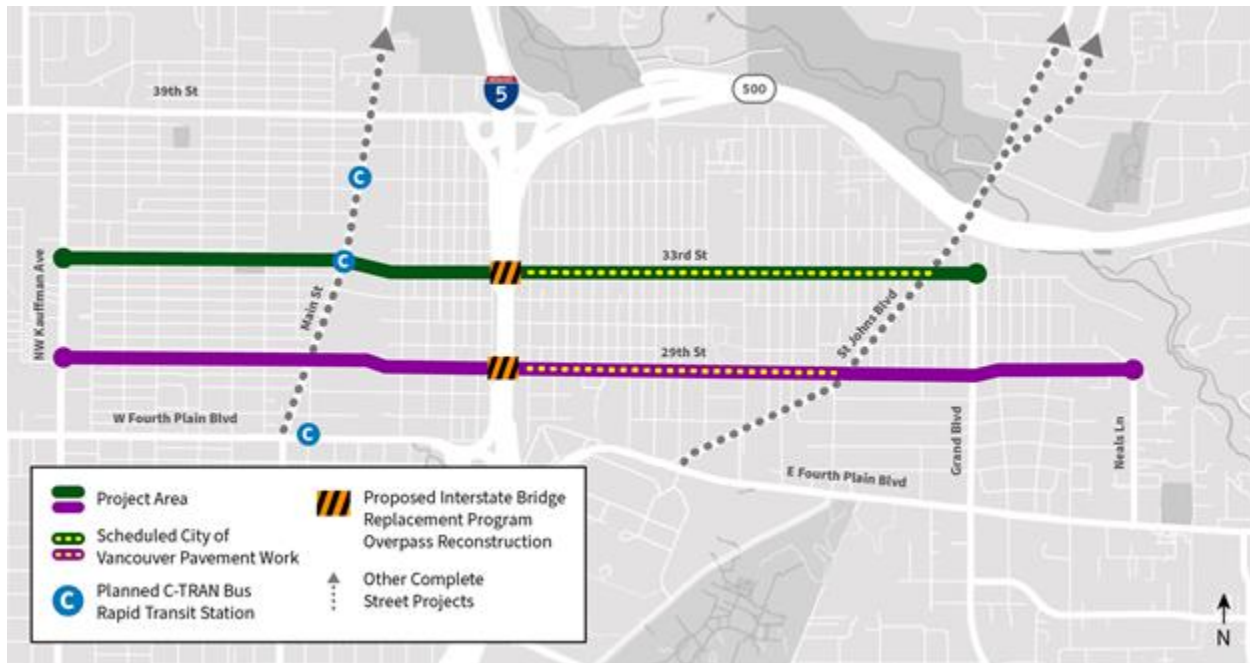 39th St
5
500
C
NW Kauffman Ave
C
33rd St
Main St
St Johns Blvd
29th St
W Fourth Plain Blvd
C
Grand Blvd
Neals Ln
E Fourth Plain Blvd
Project Area
Scheduled City of
Vancouver Pavement Work
C
Planned C-TRAN Bus
Rapid Transit Station
Proposed Interstate Bridge
Replacement Program
Overpass Reconstruction
Other Complete
Street Projects
N